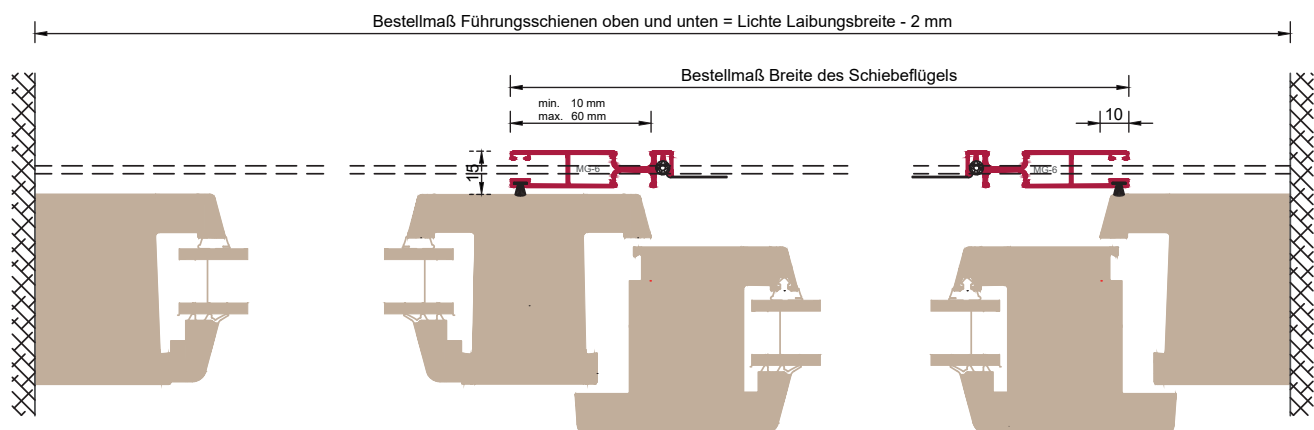 Bestellmaß Führungsschienen oben und unten = Lichte Laibungsbreite - 2 mm
Bestellmaß Breite des Schiebeflügels
min. 10 mm
max. 60 mm
10
15
MG-6
MG-6